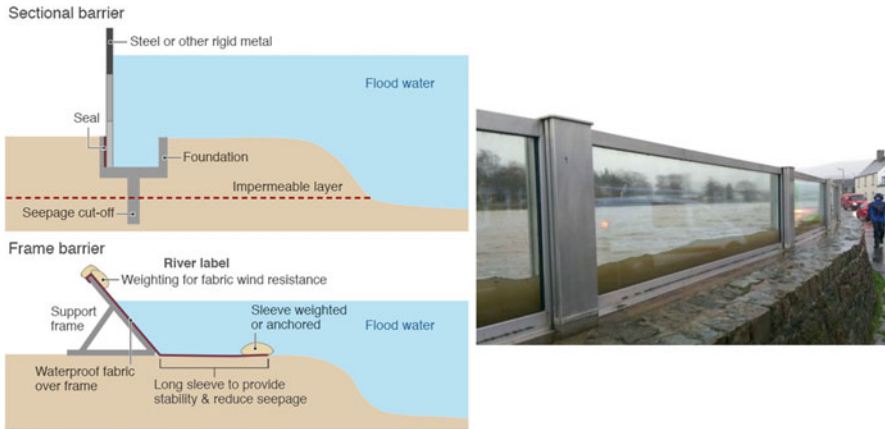 Sectional barrier
Steel or other rigid metal
Flood water
Seal
Foundation
Impermeable layer
Seepage cut-off
Frame barrier
River label
Weighting for fabric wind resistance
Support
frame
Sleeve weighted
or anchored
Flood water
Waterproof fabric
over frame
Long sleeve to provide
stability & reduce seepage